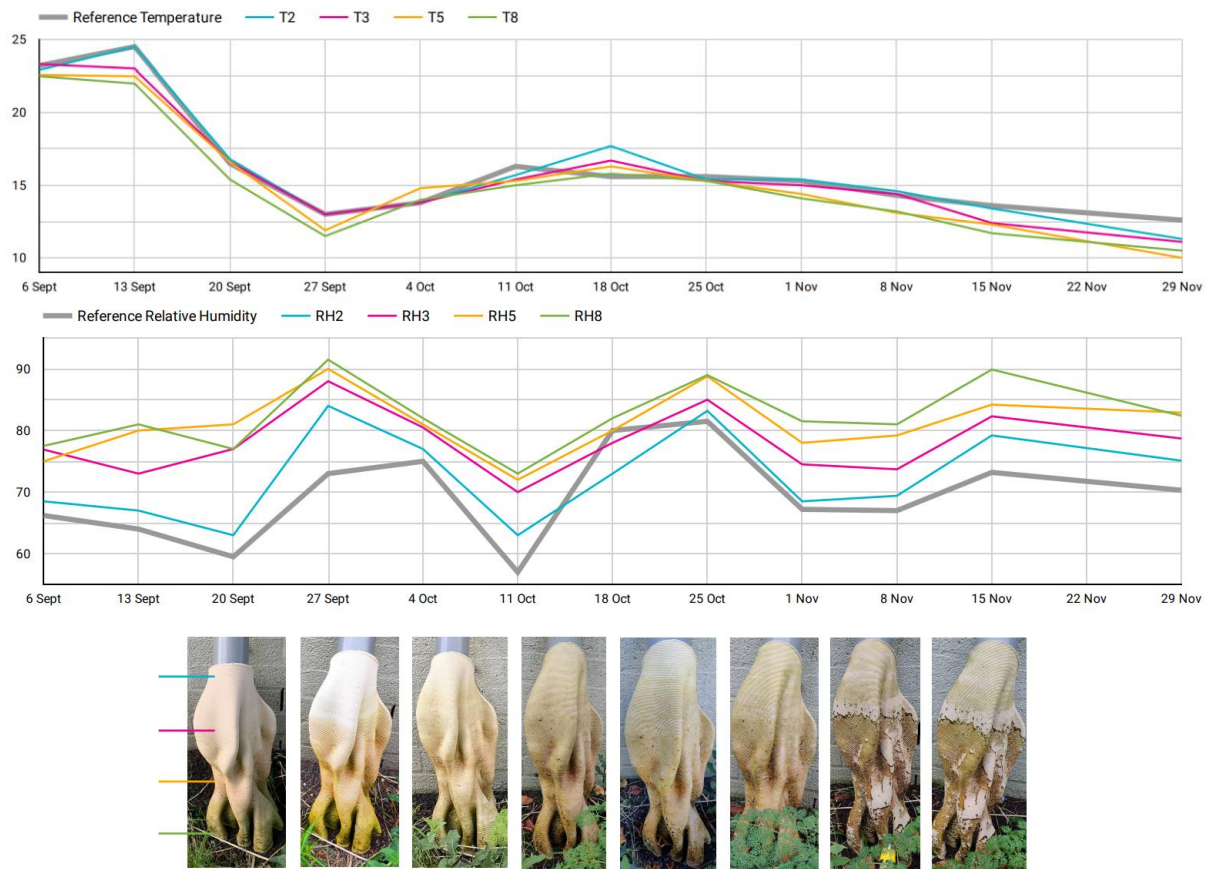 Reference Temperature T2 T3 T5 T8
25
20
15
10
6 Sept 13 Sept 20 Sept 27 Sept 4 Oct 11 Oct 18 Oct 25 Oct 1 Nov 8 Nov 15 Nov 22 Nov 29 Nov
Reference Relative Humidity RH2 RH3 RH5 RH8
90
80
70
60
6 Sept 13 Sept 20 Sept 27 Sept 4 Oct 11 Oct 18 Oct 25 Oct 1 Nov 8 Nov 15 Nov 22 Nov 29 Nov